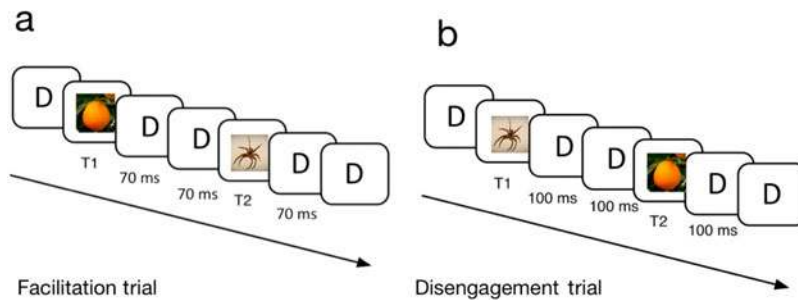 a
D
D
D
D
D
T1
70 ms
70 ms
T2
70 ms
Facilitation trial
b
D
D
D
D
D
T1
100 ms
100 ms
T2
100 ms
Disengagement trial